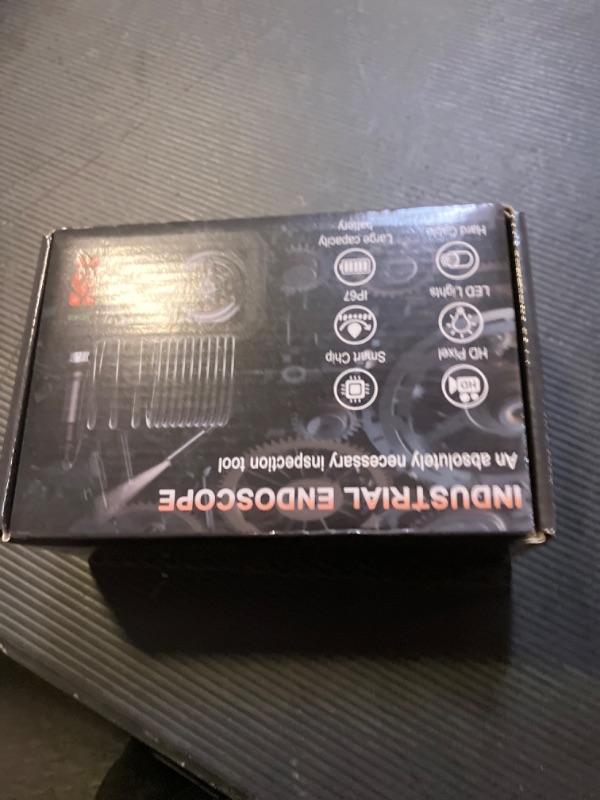 INDUSTRIAL ENDOSCOPE
An absolutely necessary inspection tool
HD
HD Pixel
Smart Chip
LED Lights
IP67
Hard Cable
Large capacity
battery